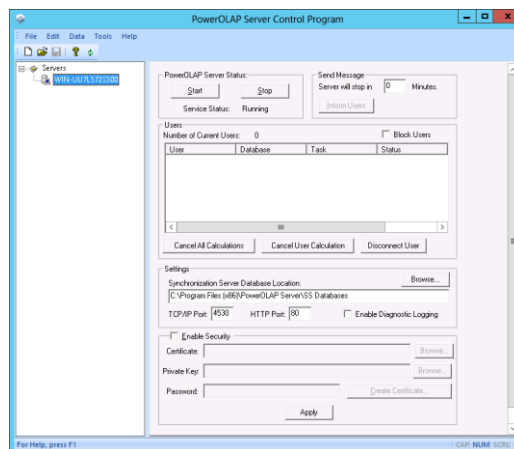 PowerOLAP Server Control Program
File Edit Data Tools Help
Servers
WIN-UU7L572S300
PowerOLAP Server Status:
Start Stop
Service Status: Running
Send Message
Server will stop in 0 Minutes.
Inform Users
Users
Number of Current Users: 0
Block Users
User Database Task Status
Cancel All Calculations Cancel User Calculation Disconnect User
Settings
Synchronization Server Database Location:
Browse...
C:\Program Files (x86)\PowerOLAP Server\SS Databases
TCP/IP Port: 4530 HTTP Port: 80 Enable Diagnostic Logging
Enable Security
Certificate: Browse...
Private Key: Browse...
Password: Create Certificate...
Apply
For Help, press F1
CAP NUM SCRL